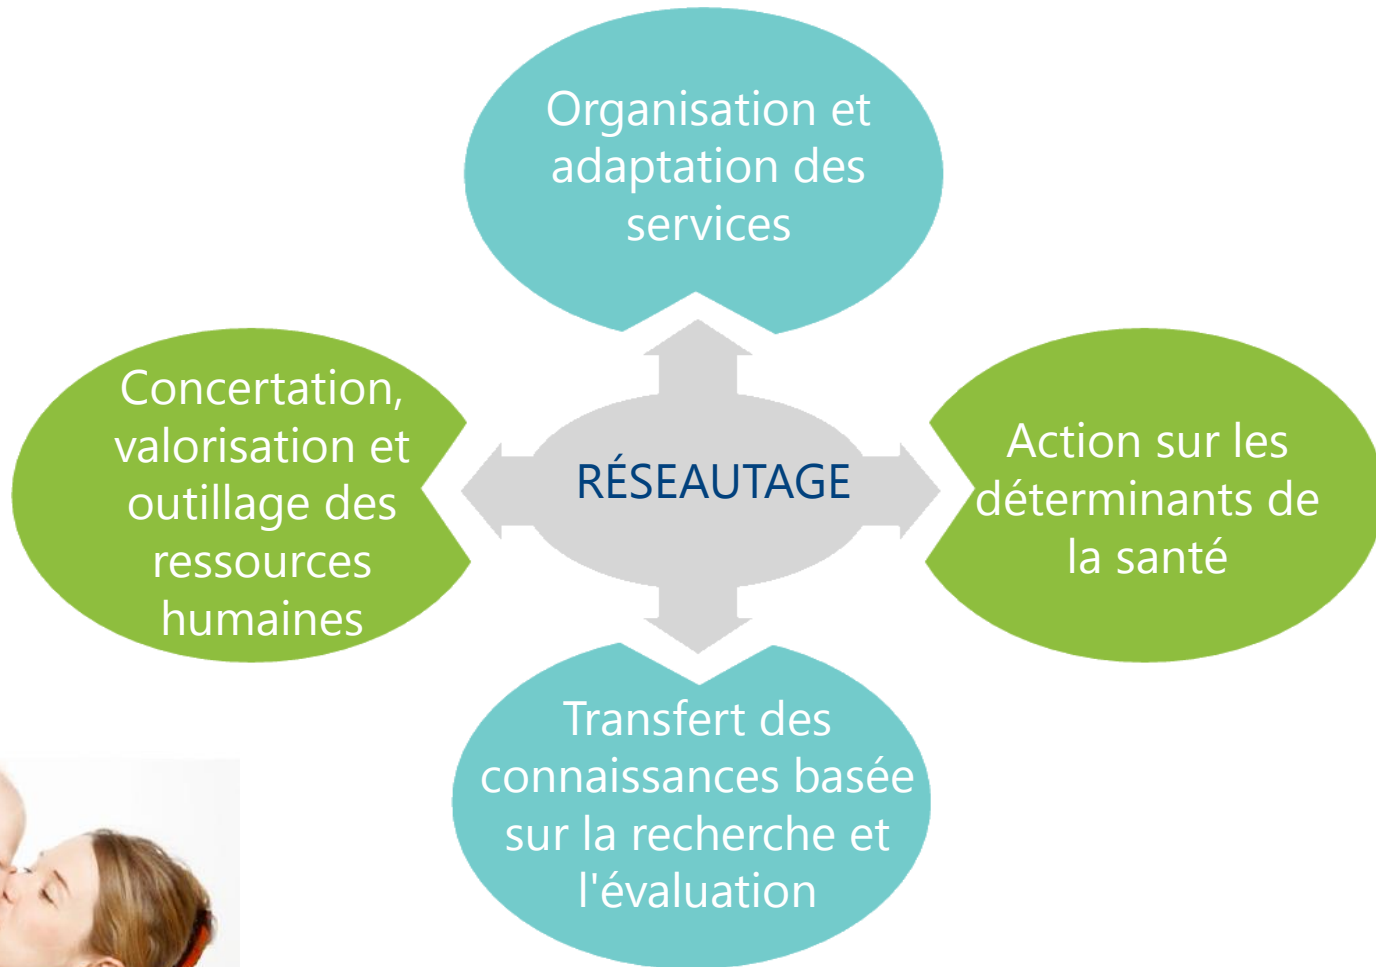 Organisation et
adaptation des
services
Concertation,
valorisation et
outillage des
ressources
humaines
RÉSEAUTAGE
Action sur les
déterminants de
la santé
Transfert des
connaissances basée
sur la recherche et
l'évaluation